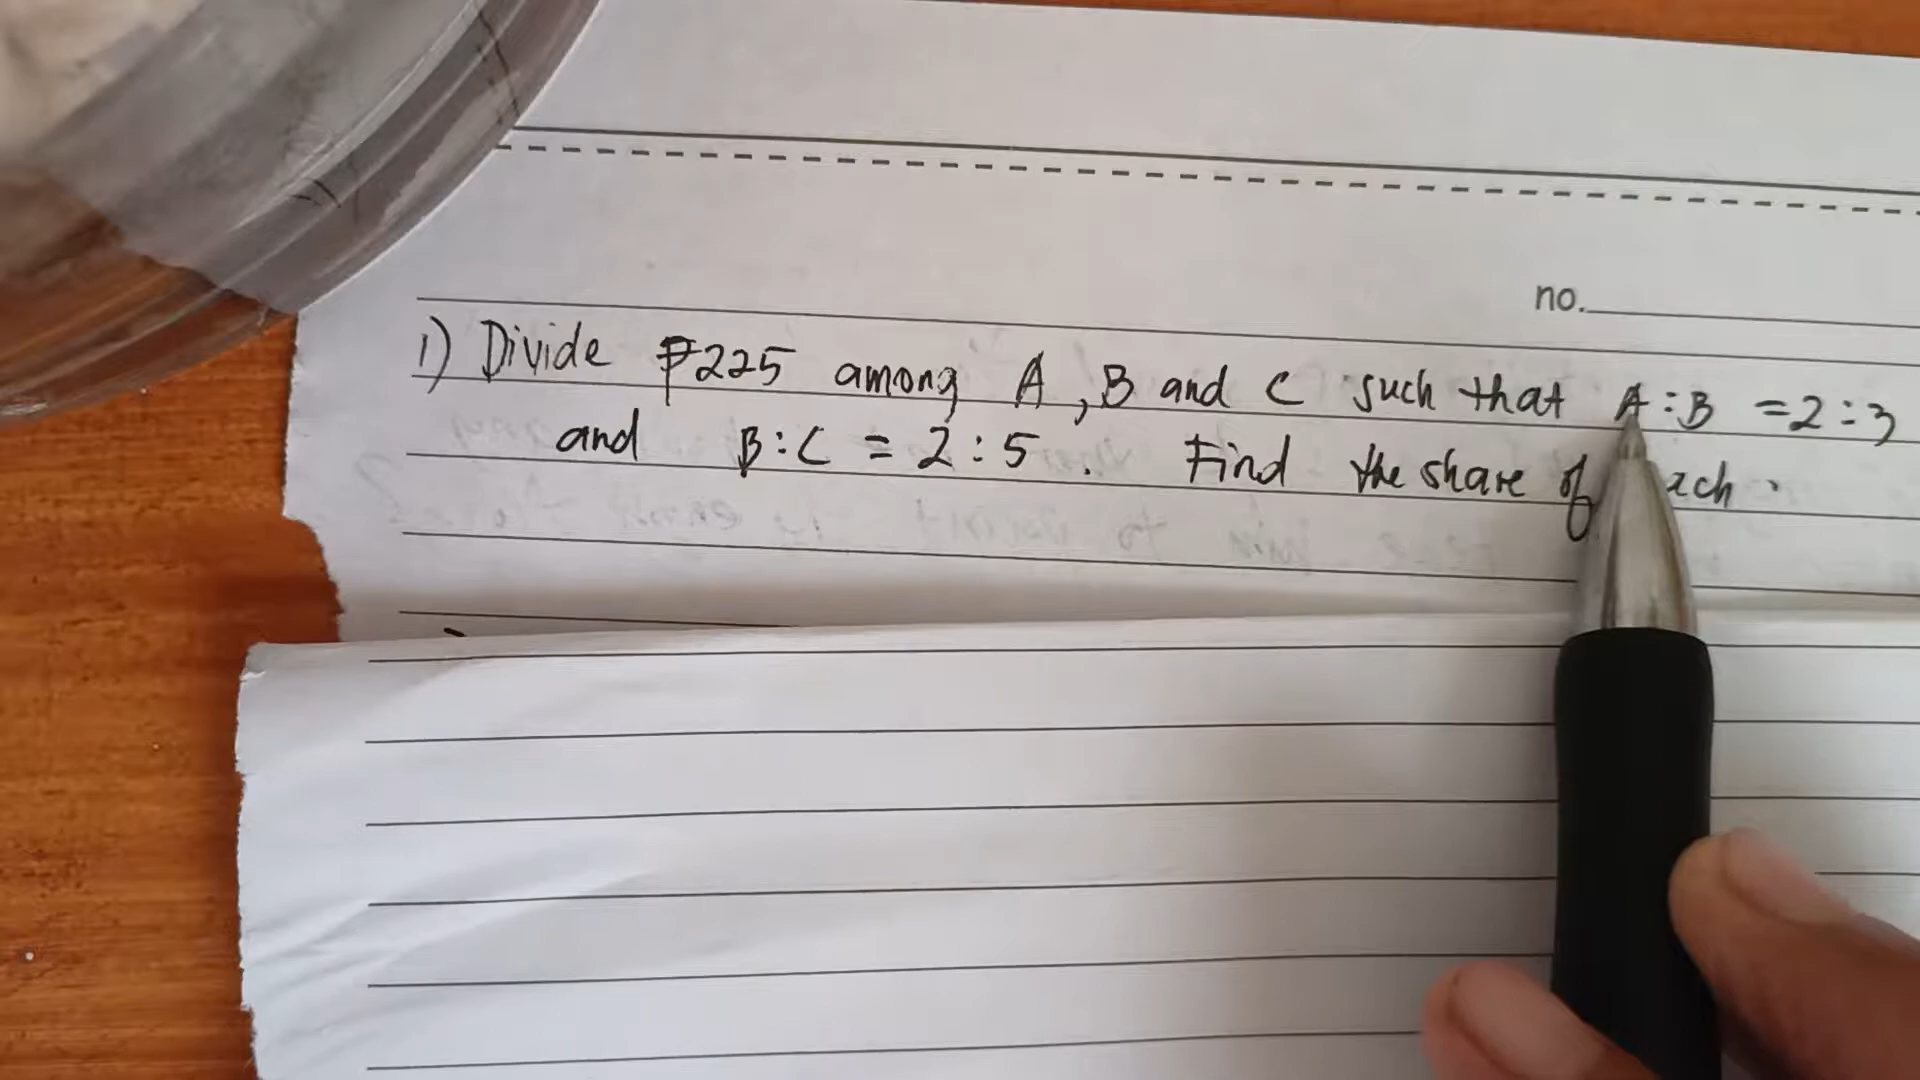 no.
1) Divide ₱225 among A, B and C such that A:B = 2:3
and B:C = 2:5. Find the share of